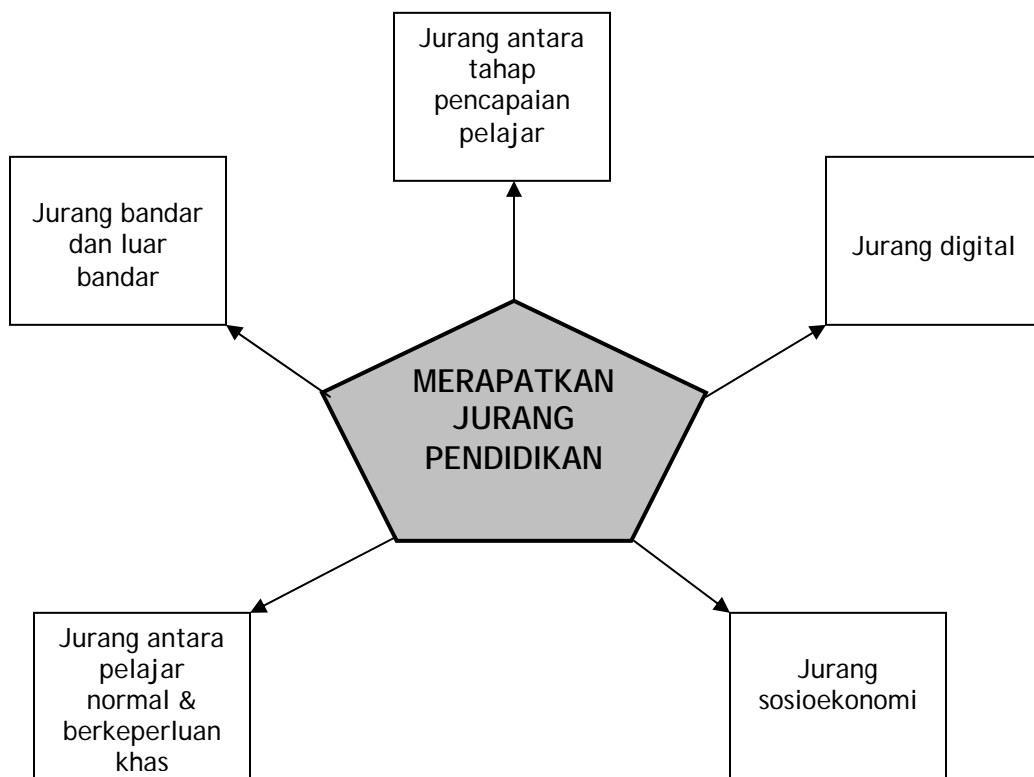 Jurang antara
tahap
pencapaian
pelajar
Jurang bandar
dan luar
bandar
Jurang digital
MERAPATKAN
JURANG
PENDIDIKAN
Jurang antara
pelajar
normal &
berkeperluan
khas
Jurang
sosioekonomi